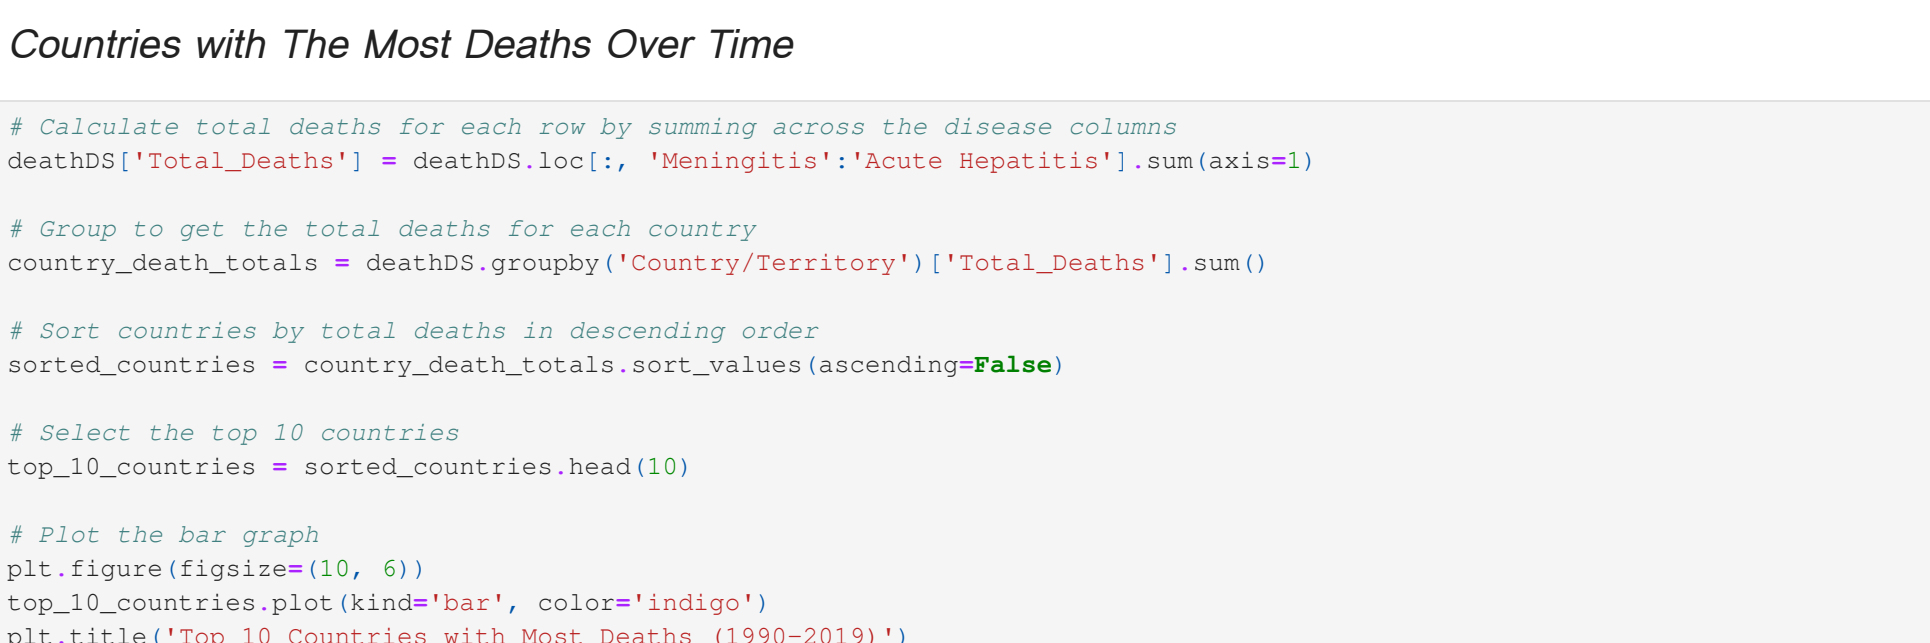 Countries with The Most Deaths Over Time
# Calculate total deaths for each row by summing across the disease columns
deathDS['Total_Deaths'] = deathDS.loc[:, 'Meningitis':'Acute Hepatitis'].sum(axis=1)
# Group to get the total deaths for each country
country_death_totals = deathDS.groupby('Country/Territory')['Total_Deaths'].sum()
# Sort countries by total deaths in descending order
sorted_countries = country_death_totals.sort_values(ascending=False)
# Select the top 10 countries
top_10_countries = sorted_countries.head(10)
# Plot the bar graph
plt.figure(figsize=(10, 6))
top_10_countries.plot(kind='bar', color='indigo')
plt.title('Top 10 Countries with Most Deaths (1990-2019)')